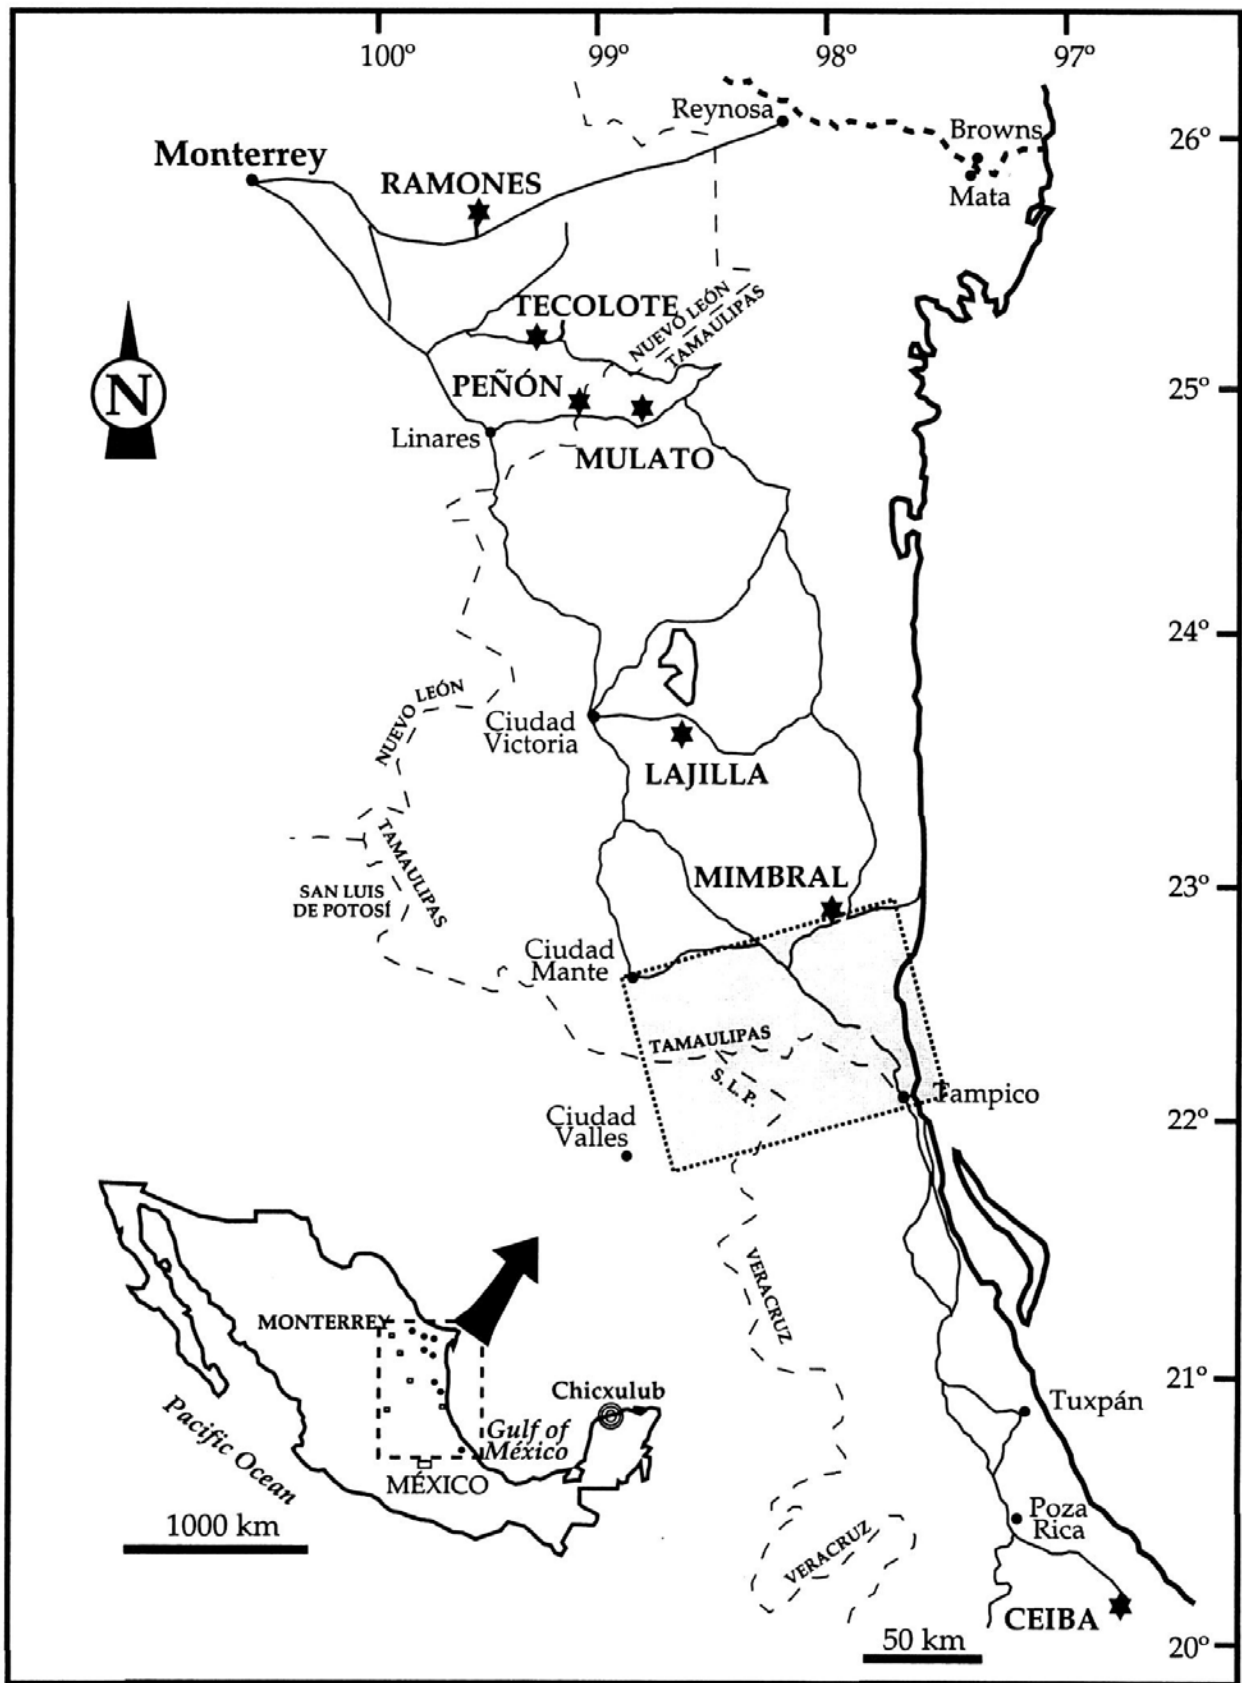 100º
99º
98º
97º
Reynosa
Browns
26º
Monterrey
RAMONES
Mata
TECOLOTE
NUEVO LEÓN
TAMAULIPAS
N
PEÑÓN
25º
Linares
MULATO
24º
NUEVO LEÓN
Ciudad
Victoria
LAJILLA
TAMAULIPAS
MIMBRAL
23º
SAN LUIS
DE POTOSÍ
Ciudad
Mante
TAMAULIPAS
S. L. P.
Tampico
Ciudad
Valles
22º
VERACRUZ
MONTERREY
Chicxulub
21º
Tuxpán
Pacific Ocean
Gulf of
México
MÉXICO
1000 km
Poza
Rica
VERACRUZ
CEIBA
50 km
20º